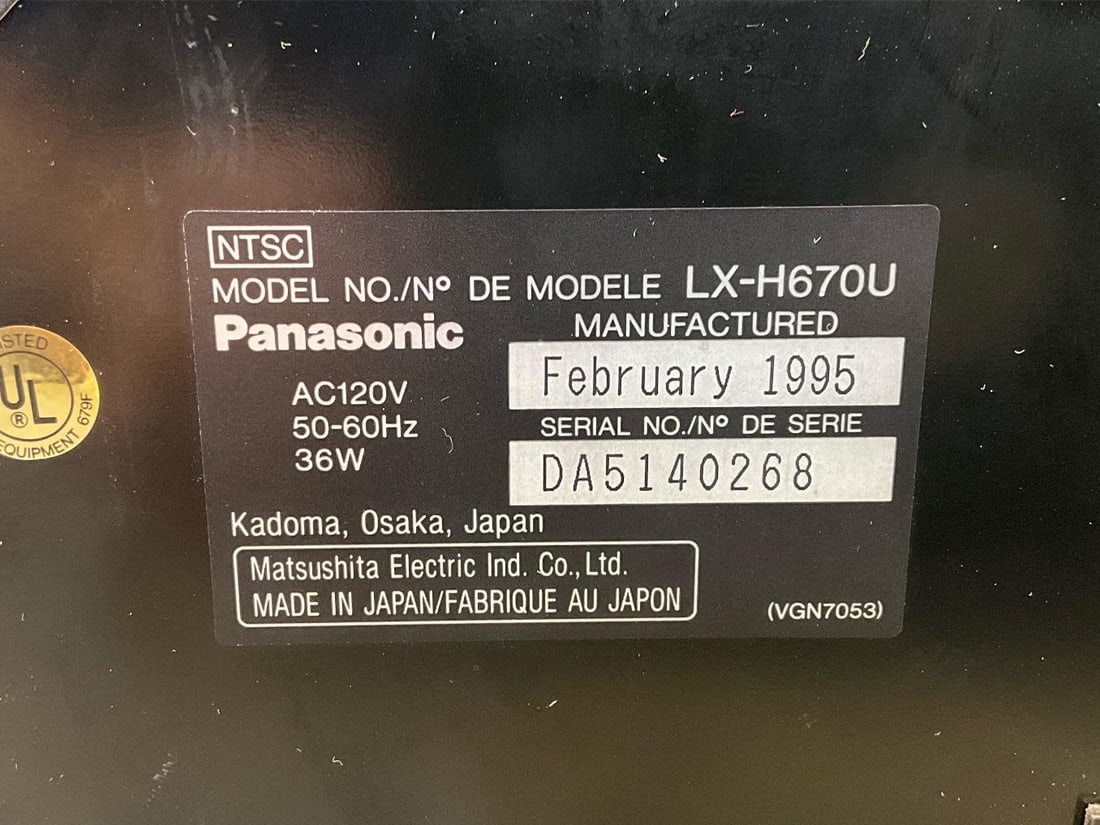 NTSC
MODEL NO./Nº DE MODELE LX-H670U
Panasonic
MANUFACTURED
February 1995
AC120V
50-60Hz
36W
SERIAL NO./Nº DE SERIE
DA5140268
Kadoma, Osaka, Japan
Matsushita Electric Ind. Co.,Ltd.
MADE IN JAPAN/FABRIQUE AU JAPON
(VGN7053)
UL
®
EQUIPMENT 679F